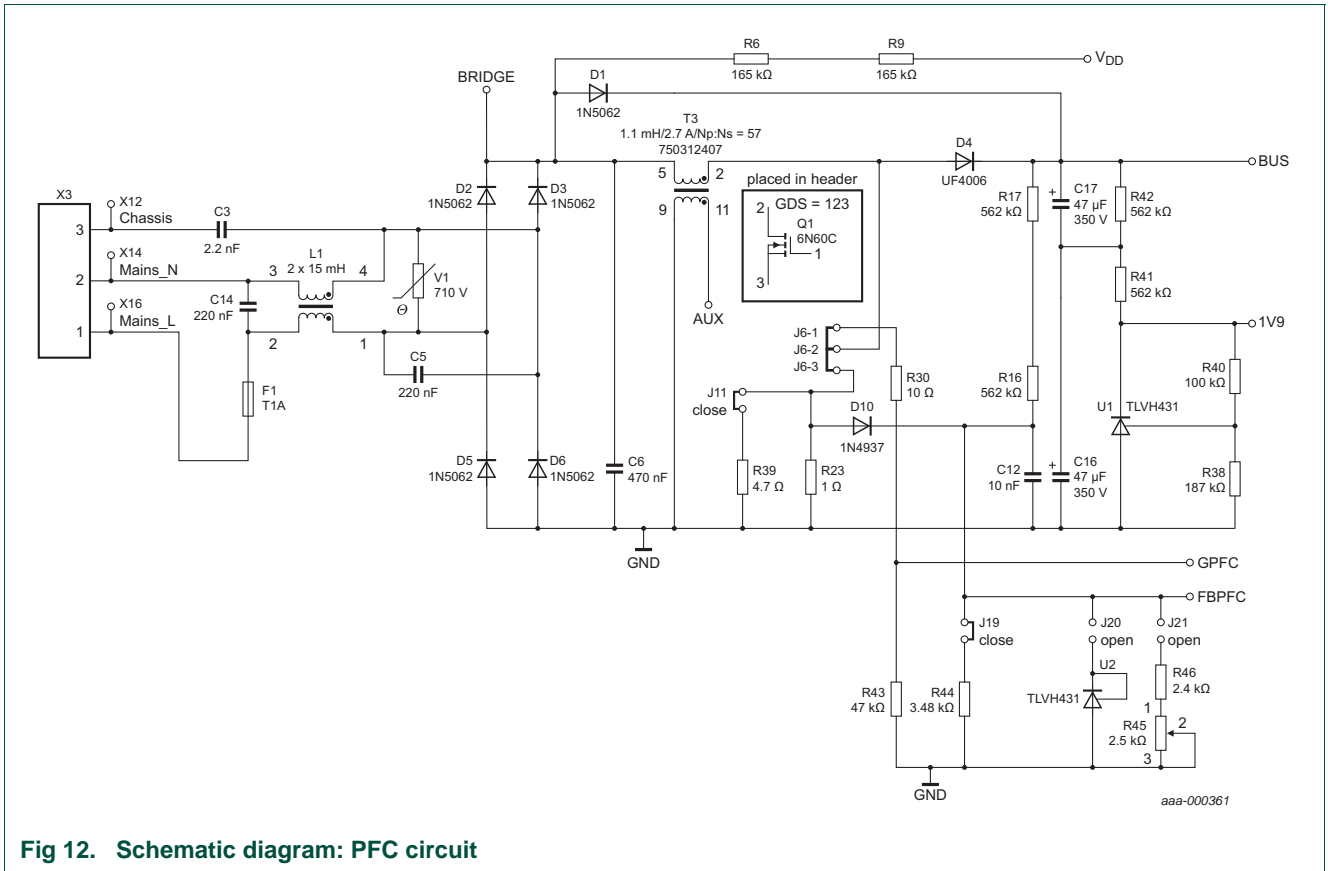 R6
165 kΩ
R9
165 kΩ
VDD
BRIDGE
D1
1N5062
T3
1.1 mH/2.7 A/Np:Ns = 57
750312407
D4
UF4006
BUS
5
2
9
11
placed in header
GDS = 123
2
Q1
6N60C
1
3
X3
X12
Chassis
3
C3
2.2 nF
X14
Mains_N
2
X16
Mains_L
1
C14
220 nF
L1
2 x 15 mH
3
4
2
1
V1
710 V
Θ
D2
1N5062
D3
1N5062
C5
220 nF
F1
T1A
D5
1N5062
D6
1N5062
C6
470 nF
AUX
R17
562 kΩ
+
C17
47 µF
350 V
R42
562 kΩ
R41
562 kΩ
1V9
J6-1
J6-2
J6-3
J11
close
R30
10 Ω
R16
562 kΩ
R40
100 kΩ
U1
TLVH431
D10
1N4937
R39
4.7 Ω
R23
1 Ω
C12
10 nF
+
C16
47 µF
350 V
R38
187 kΩ
GND
GPFC
FBPFC
J19
close
J20
open
J21
open
U2
TLVH431
R46
2.4 kΩ
R43
47 kΩ
R44
3.48 kΩ
1
R45
2.5 kΩ
2
3
GND
aaa-000361
Fig 12. Schematic diagram: PFC circuit